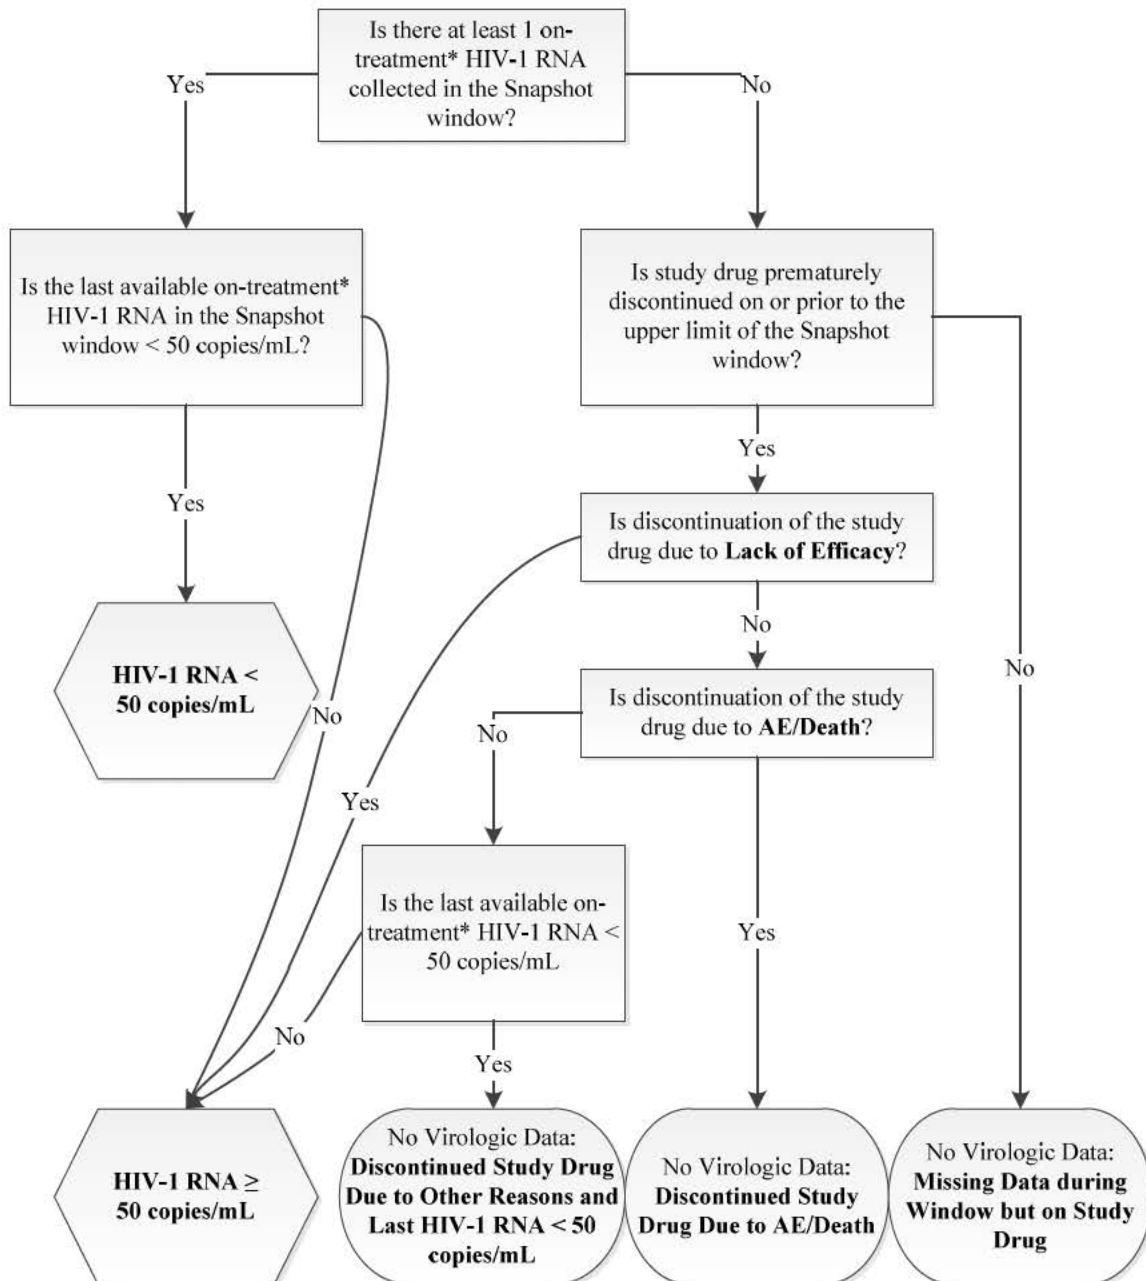 Is there at least 1 on-
treatment* HIV-1 RNA
collected in the Snapshot
window?
Yes
No
Is the last available on-treatment*
HIV-1 RNA in the Snapshot
window < 50 copies/mL?
Is study drug prematurely
discontinued on or prior to the
upper limit of the Snapshot
window?
Yes
Yes
Is discontinuation of the study
drug due to Lack of Efficacy?
No
HIV-1 RNA <
50 copies/mL
No
No
Is discontinuation of the study
drug due to AE/Death?
No
Yes
Is the last available on-
treatment* HIV-1 RNA <
50 copies/mL
Yes
No
Yes
HIV-1 RNA ≥
50 copies/mL
No Virologic Data:
Discontinued Study Drug
Due to Other Reasons and
Last HIV-1 RNA < 50
copies/mL
No Virologic Data:
Discontinued Study
Drug Due to AE/Death
No Virologic Data:
Missing Data during
Window but on Study
Drug